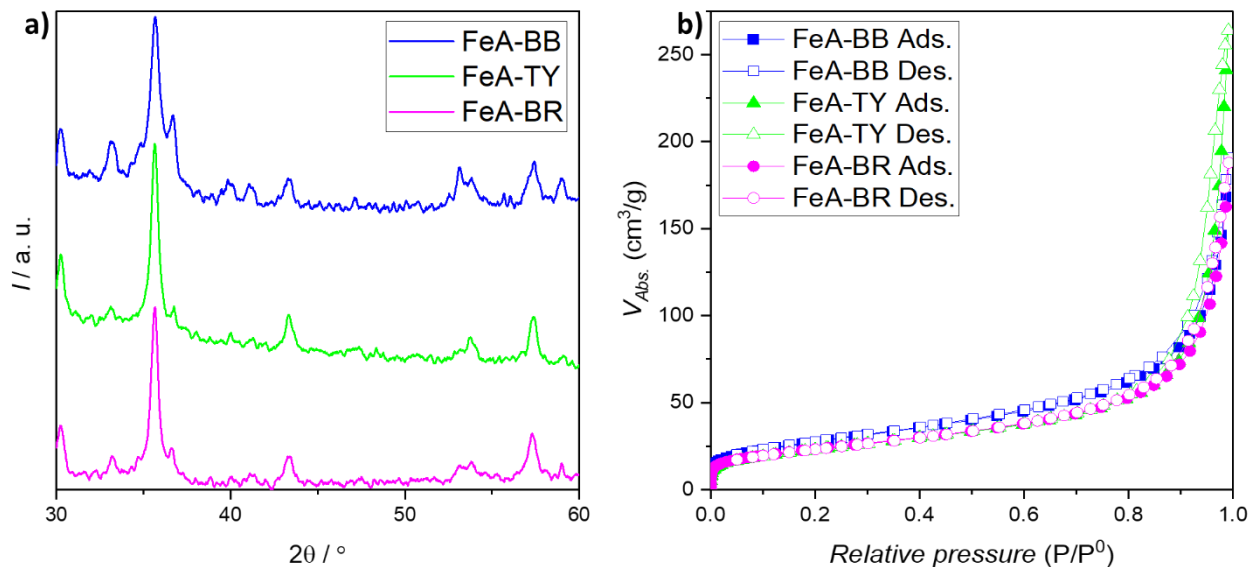 a)
FeA-BB
FeA-TY
FeA-BR
I / a. u.
30 40 50 60
2θ / °
b)
FeA-BB Ads.
FeA-BB Des.
FeA-TY Ads.
FeA-TY Des.
FeA-BR Ads.
FeA-BR Des.
V_Abs. (cm³/g)
250
200
150
100
50
0
0.0 0.2 0.4 0.6 0.8 1.0
Relative pressure (P/P⁰)